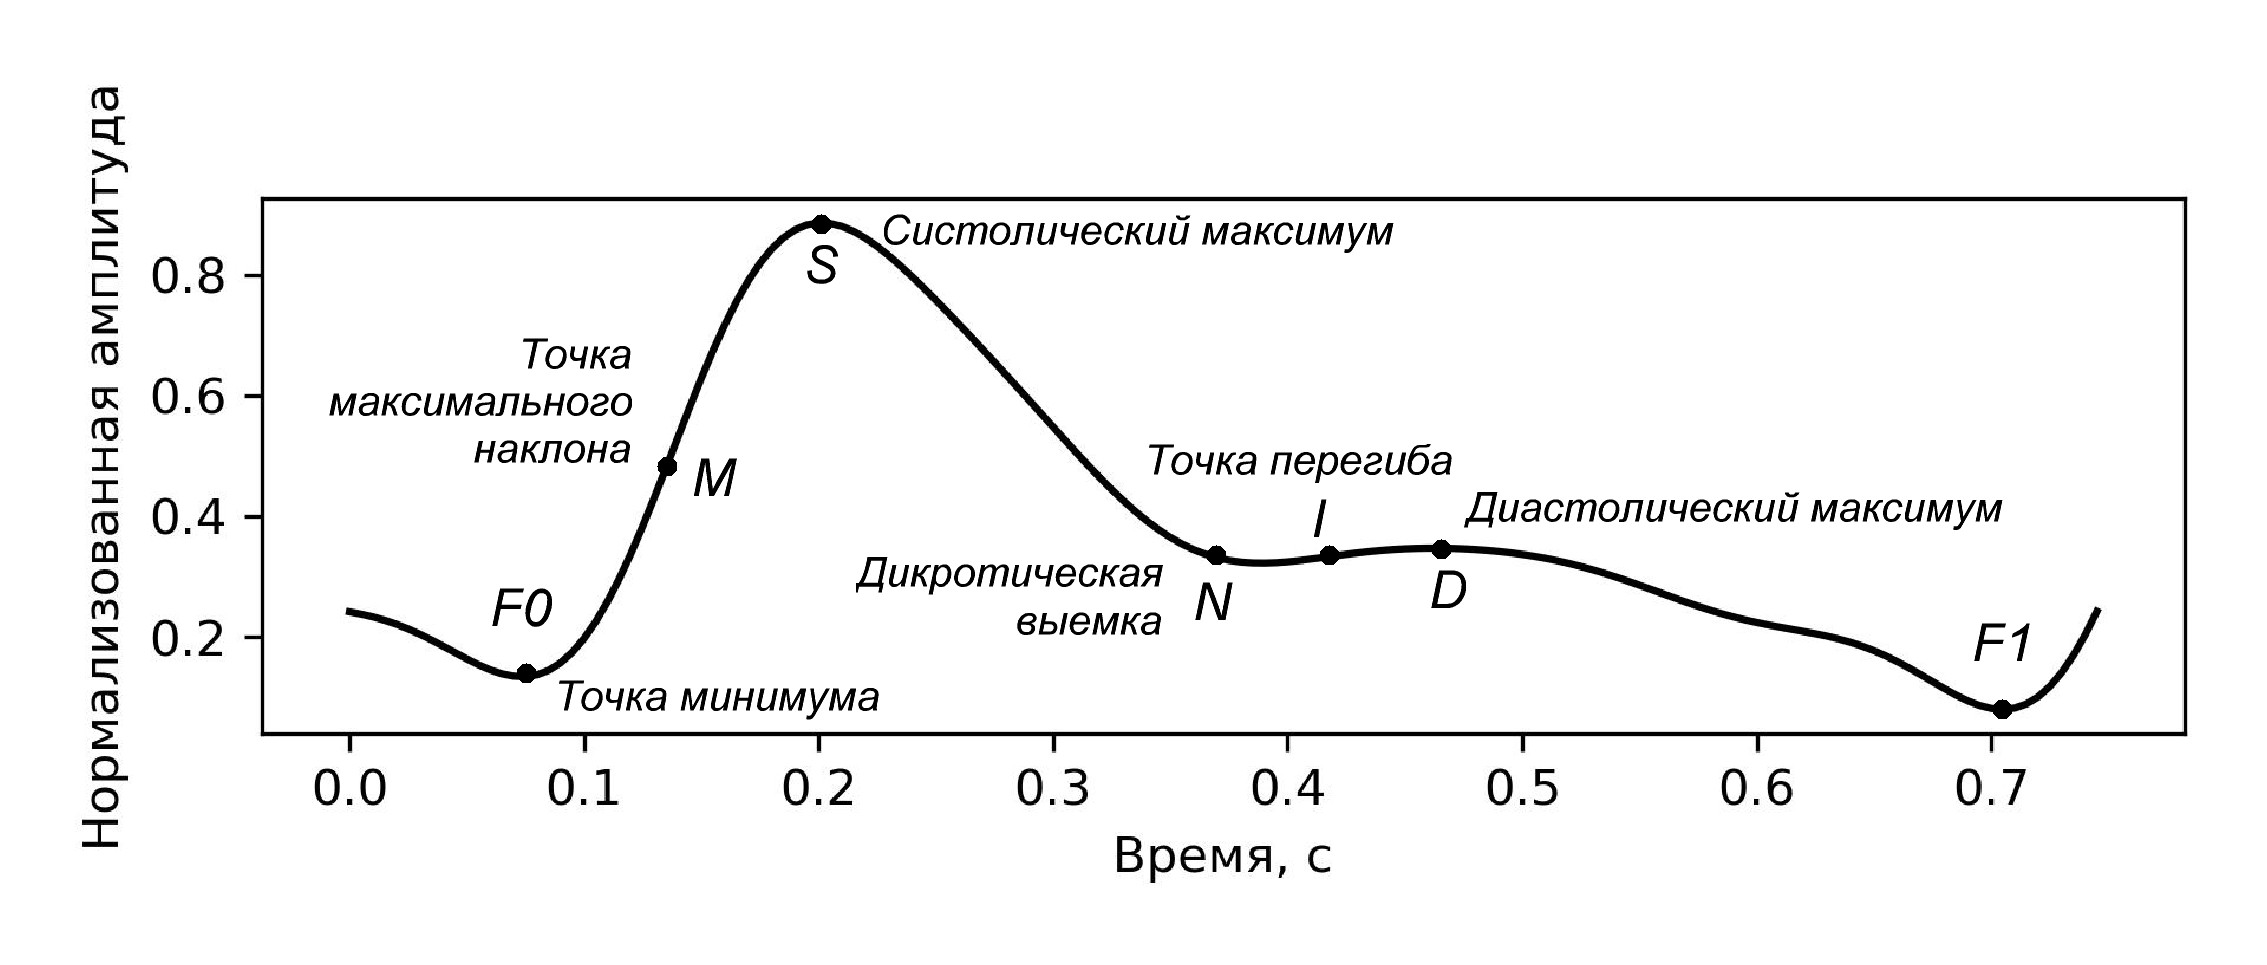 Нормализованная амплитуда
0.8
0.6
0.4
0.2
Систолический максимум
S
Точка
максимального
наклона
M
Точка перегиба
I
Диастолический максимум
D
Дикротическая
выемка
N
F0
Точка минимума
F1
0.0 0.1 0.2 0.3 0.4 0.5 0.6 0.7
Время, с